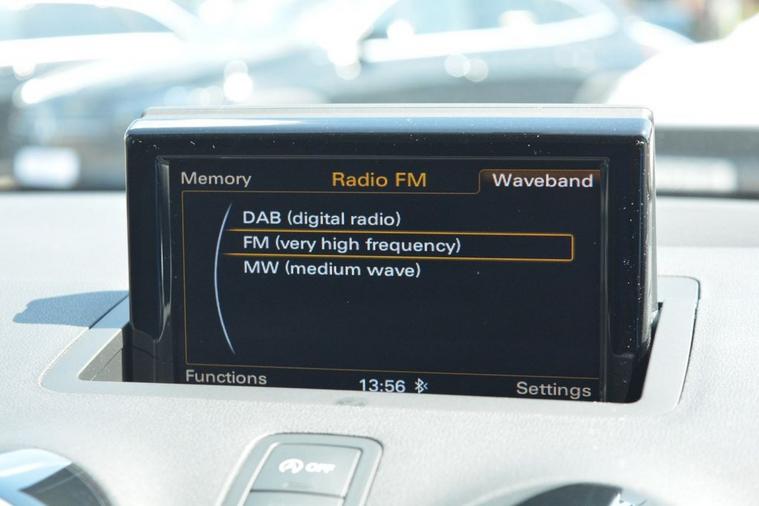 Memory Radio FM Waveband
DAB (digital radio)
FM (very high frequency)
MW (medium wave)
Functions 13:56 Settings
OFF